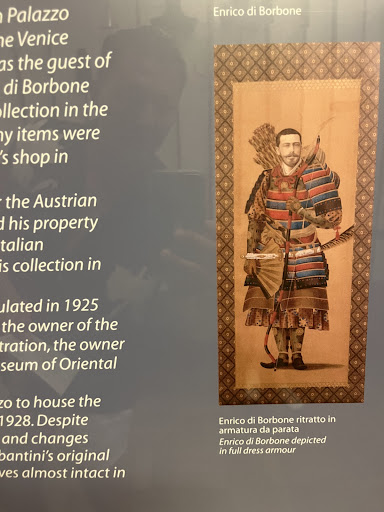 n Palazzo
he Venice
as the guest of
di Borbone
ollection in the
ny items were
's shop in
r the Austrian
d his property
talian
is collection in
ulated in 1925
the owner of the
tration, the owner
seum of Oriental
zo to house the
1928. Despite
and changes
bantini's original
ves almost intact in
Enrico di Borbone
Enrico di Borbone ritratto in
armatura da parata
Enrico di Borbone depicted
in full dress armour